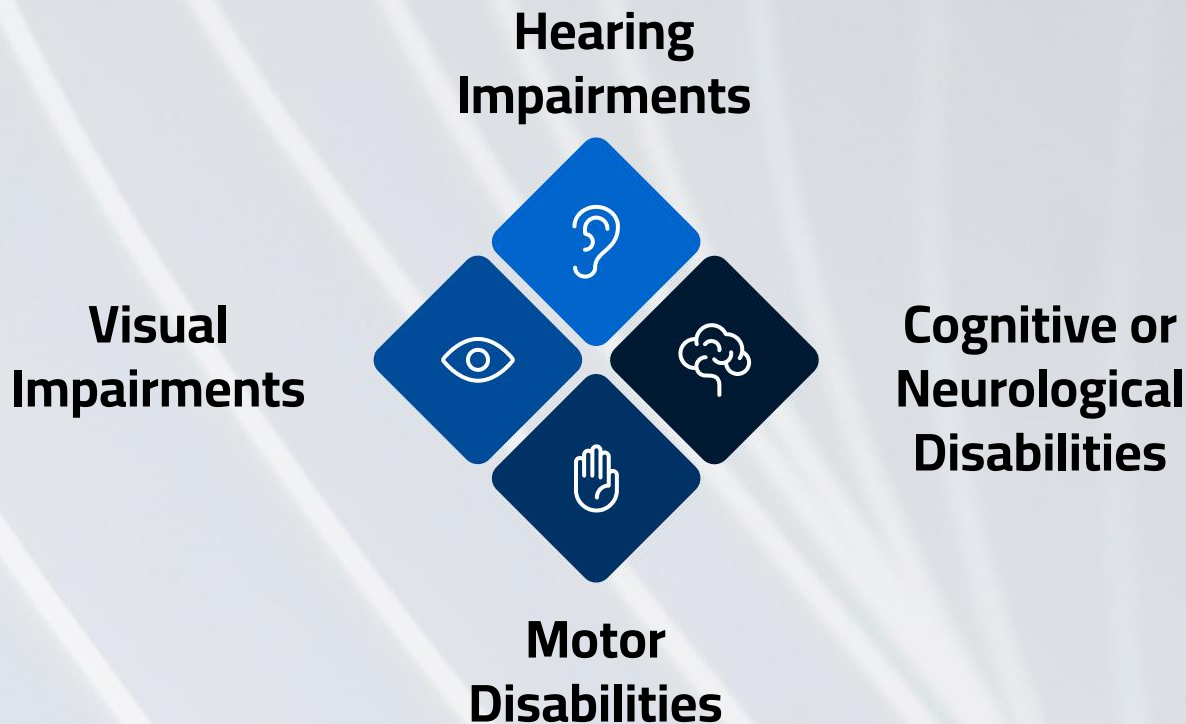 Hearing
Impairments
Visual
Impairments
Cognitive or
Neurological
Disabilities
Motor
Disabilities